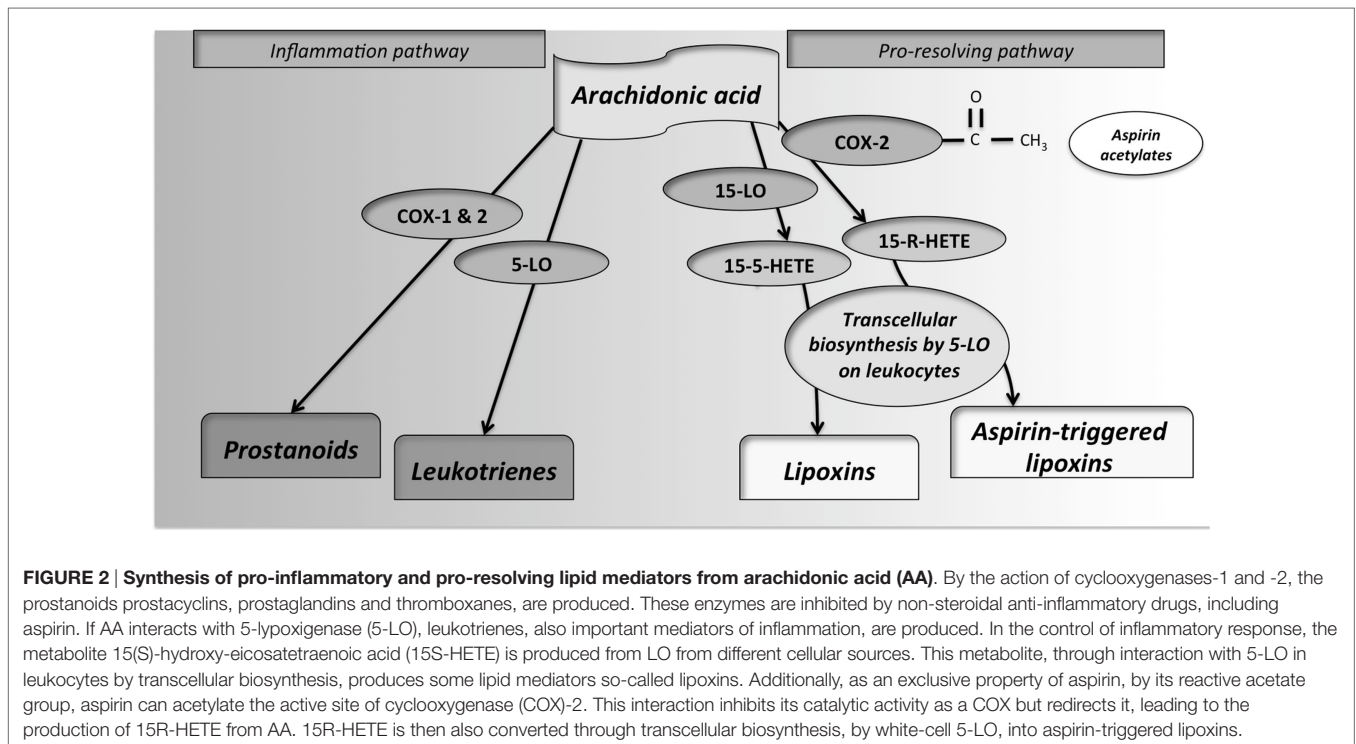 Inflammation pathway
Pro-resolving pathway
Arachidonic acid
O
COX-2
C
CH3
Aspirin
acetylates
15-LO
COX-1 & 2
15-R-HETE
5-LO
15-5-HETE
Transcellular
biosynthesis by 5-LO
on leukocytes
Prostanoids
Leukotrienes
Lipoxins
Aspirin-triggered
lipoxins
FIGURE 2 | Synthesis of pro-inflammatory and pro-resolving lipid mediators from arachidonic acid (AA). By the action of cyclooxygenases-1 and -2, the
prostanoids prostacyclins, prostaglandins and thromboxanes, are produced. These enzymes are inhibited by non-steroidal anti-inflammatory drugs, including
aspirin. If AA interacts with 5-lypoxigenase (5-LO), leukotrienes, also important mediators of inflammation, are produced. In the control of inflammatory response, the
metabolite 15(S)-hydroxy-eicosatetraenoic acid (15S-HETE) is produced from LO from different cellular sources. This metabolite, through interaction with 5-LO in
leukocytes by transcellular biosynthesis, produces some lipid mediators so-called lipoxins. Additionally, as an exclusive property of aspirin, by its reactive acetate
group, aspirin can acetylate the active site of cyclooxygenase (COX)-2. This interaction inhibits its catalytic activity as a COX but redirects it, leading to the
production of 15R-HETE from AA. 15R-HETE is then also converted through transcellular biosynthesis, by white-cell 5-LO, into aspirin-triggered lipoxins.